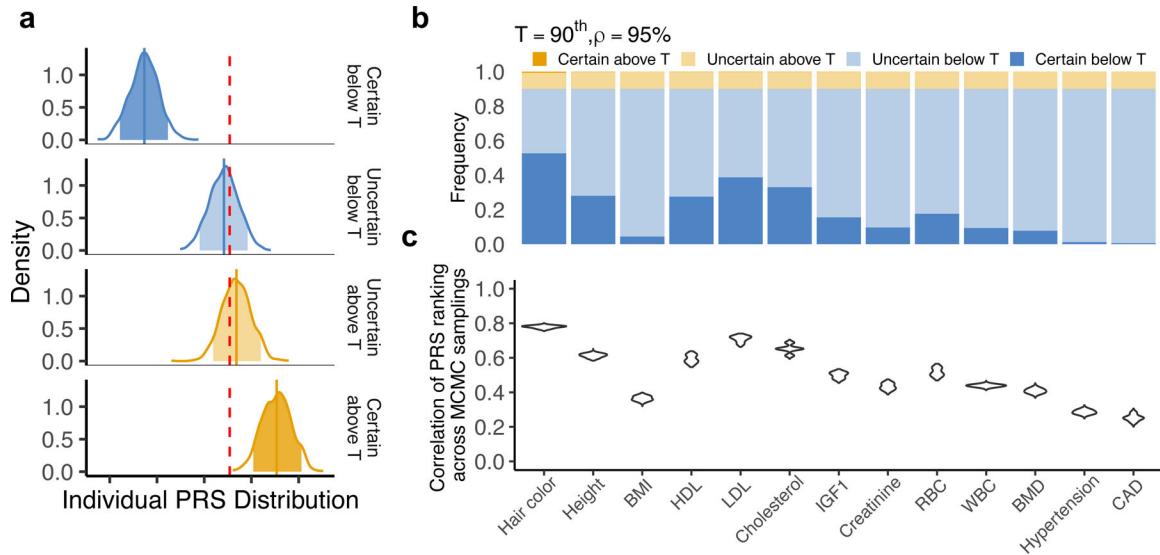 a
Density
1.0
0.5
0.0
Certain
below T
1.0
0.5
0.0
Uncertain
below T
1.0
0.5
0.0
Uncertain
above T
1.0
0.5
0.0
Certain
above T
Individual PRS Distribution
b
T = 90th, ρ = 95%
Certain above T Uncertain above T Uncertain below T Certain below T
Frequency
1.0
0.8
0.6
0.4
0.2
0.0
c
Correlation of PRS ranking
across MCMC samplings
1.0
0.8
0.6
0.4
0.2
0.0
Hair color
Height
BMI
HDL
LDL
Cholesterol
IGF1
Creatinine
RBC
WBC
BMD
Hypertension
CAD